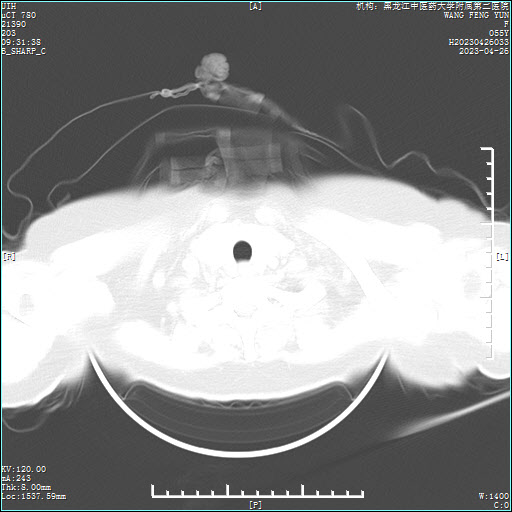 UIH
uCT 780
21390
203
09:31:38
B_SHARP_C
[A]
机构: 黑龙江中医药大学附属第二医院
WANG FENG YUN
F
055Y
H20230426033
2023-04-26
[R]
[L]
KV:120.00
mA:243
Thk:8.00mm
Loc:1537.59mm
[P]
W:1400
C:0